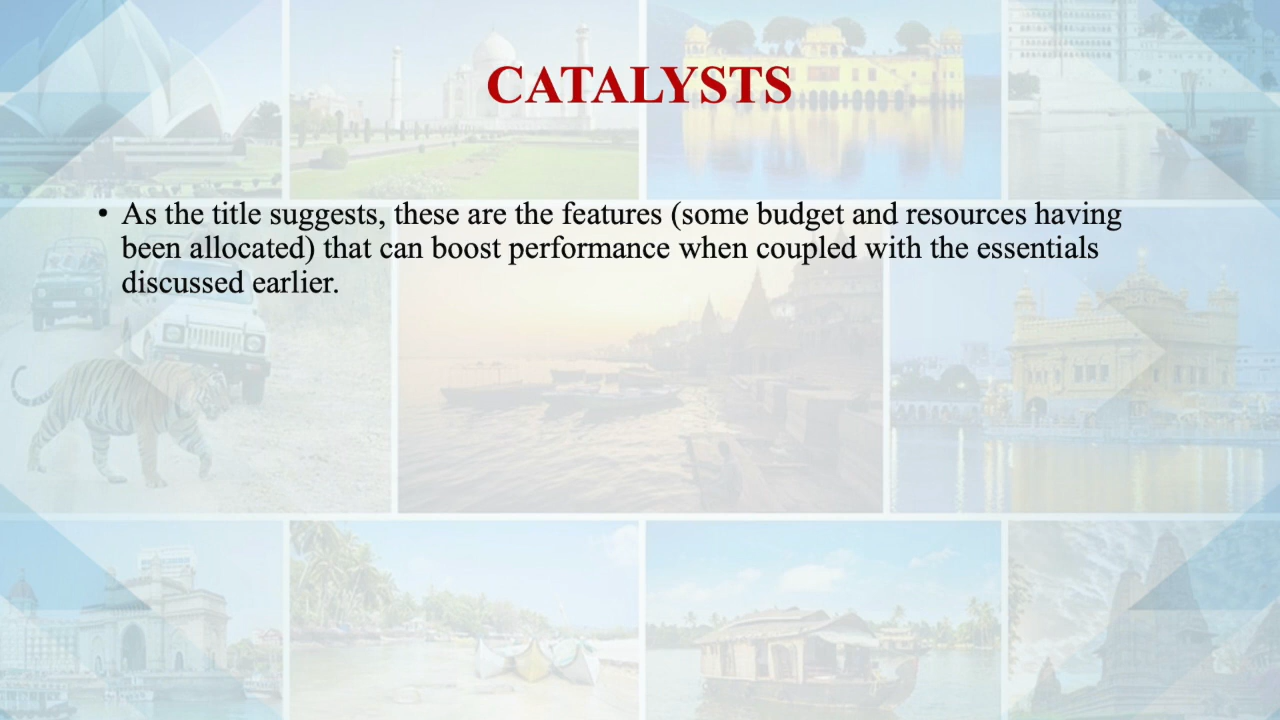 CATALYSTS
• As the title suggests, these are the features (some budget and resources having
been allocated) that can boost performance when coupled with the essentials
discussed earlier.